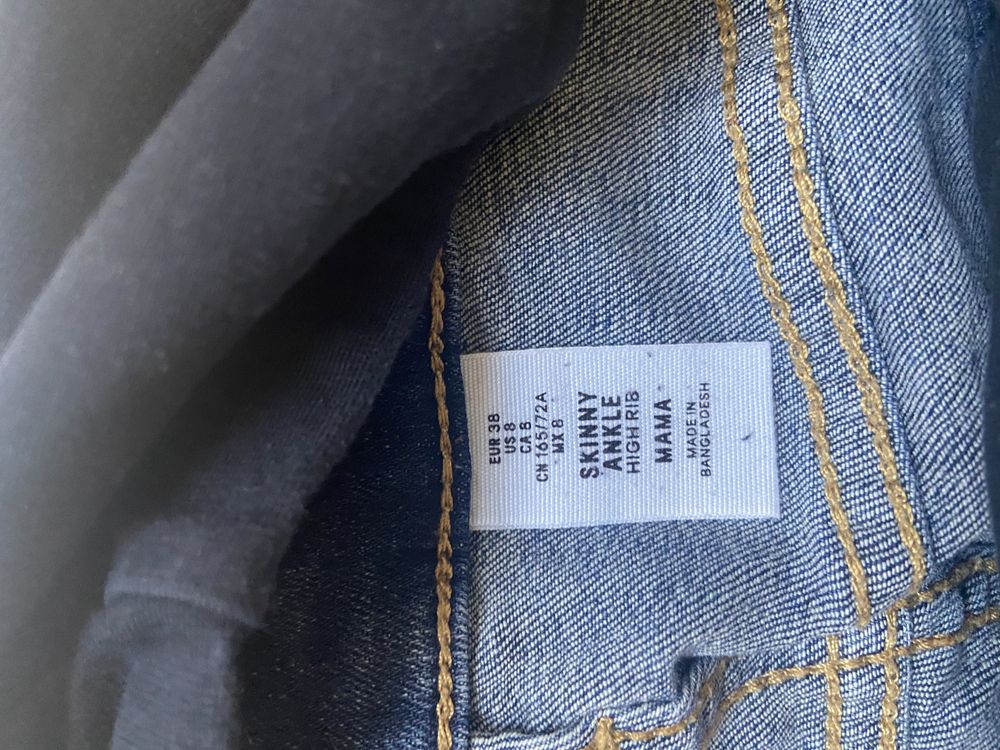 EUR 38
US 8
CA 8
CN 165/72A
MX 8
SKINNY
ANKLE
HIGH RIB
MAMA
MADE IN
BANGLADESH